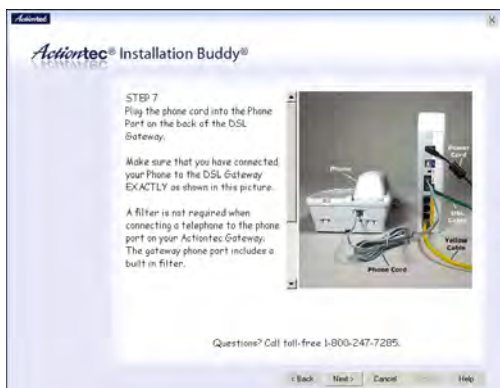 Actiontec
Actiontec® Installation Buddy®
STEP 7
Plug the phone cord into the Phone
Port on the back of the DSL
Gateway.
Make sure that you have connected
your Phone to the DSL Gateway
EXACTLY as shown in this picture.
A filter is not required when
connecting a telephone to the phone
port on your Actiontec Gateway.
The gateway phone port includes a
built in filter.
Phone
Power
Cord
DSL
Cable
Yellow
Cable
Phone Cord
Questions? Call toll-free 1-800-247-7285.
< Back
Next >
Cancel
Help